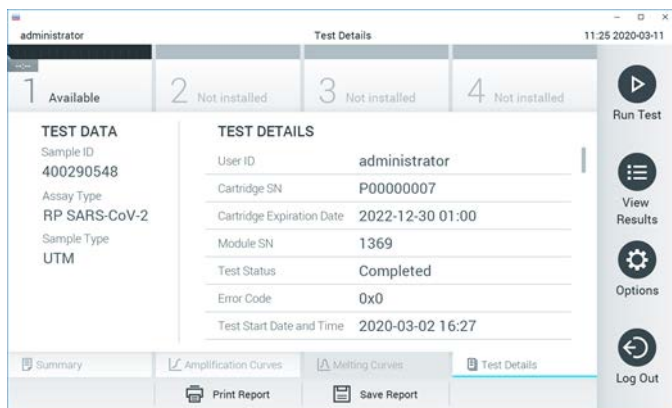 administrator
Test Details
11:25 2020-03-11
1 Available
2 Not installed
3 Not installed
4 Not installed
Run Test
View
Results
Options
Log Out
TEST DATA
Sample ID
400290548
Assay Type
RP SARS-CoV-2
Sample Type
UTM
TEST DETAILS
User ID administrator
Cartridge SN P00000007
Cartridge Expiration Date 2022-12-30 01:00
Module SN 1369
Test Status Completed
Error Code 0x0
Test Start Date and Time 2020-03-02 16:27
Summary
Amplification Curves
Melting Curves
Test Details
Print Report
Save Report